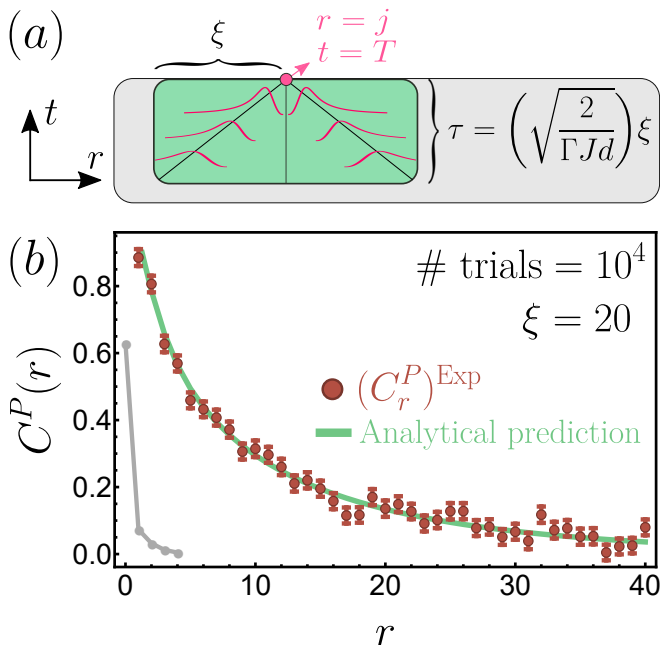 (a)
ξ
r = j
t = T
t
r
τ = (√(2/ΓJd))ξ
(b)
# trials = 10⁴
ξ = 20
(C_r^P)^Exp
Analytical prediction
C^P(r)
0.8
0.6
0.4
0.2
0.0
0 10 20 30 40
r